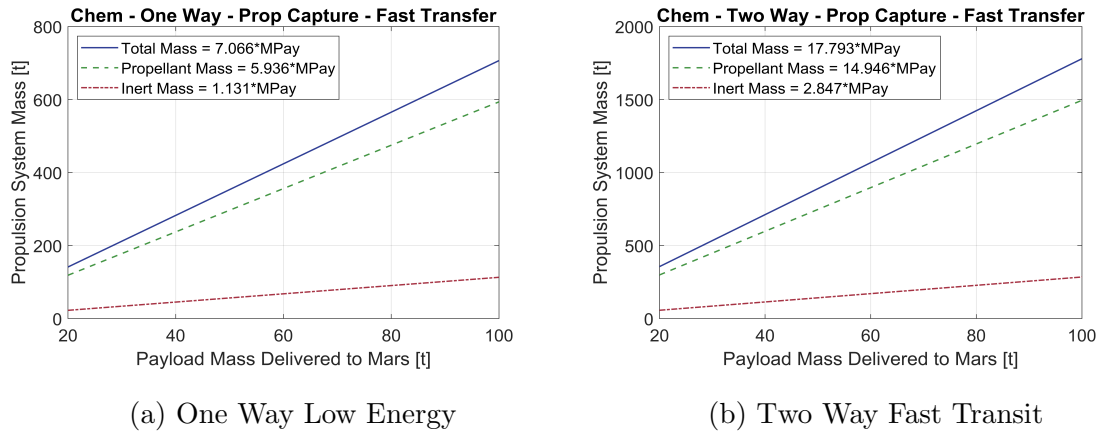 Chem - One Way - Prop Capture - Fast Transfer
800
600
400
200
0
Propulsion System Mass [t]
Total Mass = 7.066*MPay
Propellant Mass = 5.936*MPay
Inert Mass = 1.131*MPay
20 40 60 80 100
Payload Mass Delivered to Mars [t]
(a) One Way Low Energy
Chem - Two Way - Prop Capture - Fast Transfer
2000
1500
1000
500
0
Propulsion System Mass [t]
Total Mass = 17.793*MPay
Propellant Mass = 14.946*MPay
Inert Mass = 2.847*MPay
20 40 60 80 100
Payload Mass Delivered to Mars [t]
(b) Two Way Fast Transit